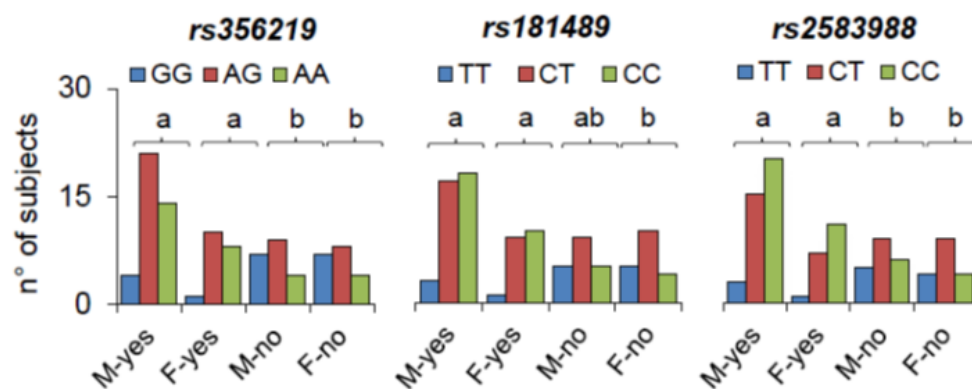 rs356219 rs181489 rs2583988
GG AG AA TT CT CC TT CT CC
30
a a b b a a ab b a a b b
15
0
n° of subjects
M-yes F-yes M-no F-no M-yes F-yes M-no F-no M-yes F-yes M-no F-no